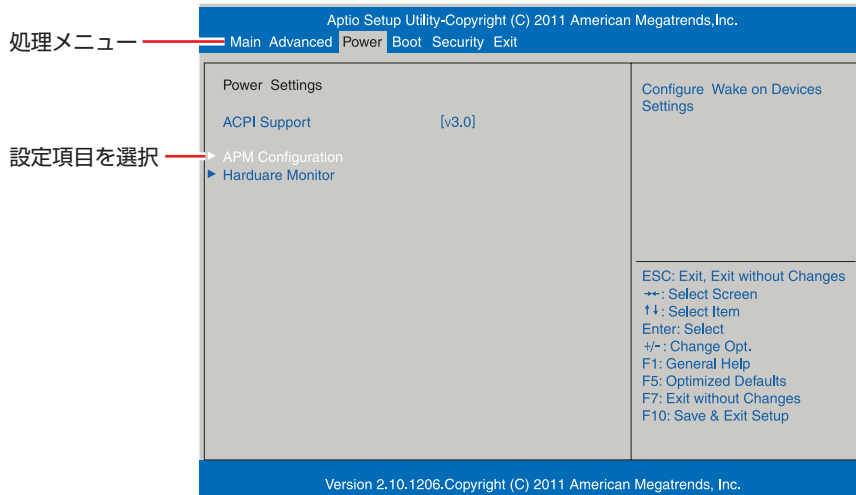 Aptio Setup Utility-Copyright (C) 2011 American Megatrends,Inc.
処理メニュー
Main Advanced Power Boot Security Exit
Power Settings
ACPI Support [v3.0]
設定項目を選択
▶ APM Configuration
▶ Harduare Monitor
Configure Wake on Devices
Settings
ESC: Exit, Exit without Changes
→←: Select Screen
↑↓: Select Item
Enter: Select
+/-: Change Opt.
F1: General Help
F5: Optimized Defaults
F7: Exit without Changes
F10: Save & Exit Setup
Version 2.10.1206.Copyright (C) 2011 American Megatrends, Inc.